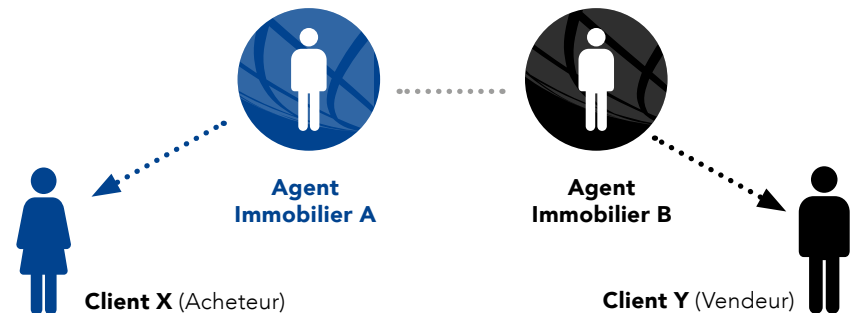 Agent
Immobilier A
Agent
Immobilier B
Client X (Acheteur)
Client Y (Vendeur)